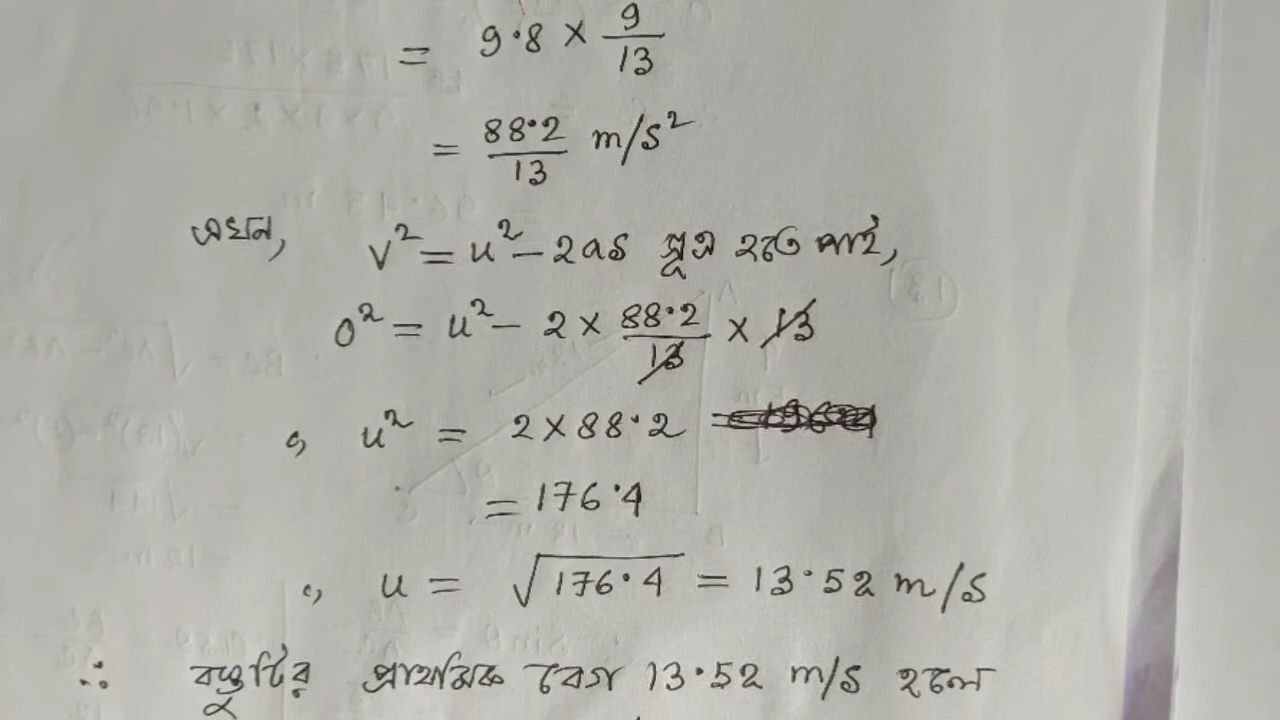 = 9.8 × 9/13
= 88.2/13 m/s²
এখন, v² = u² – 2as সূত্র হতে পাই,
0² = u² – 2 × 88.2/13 × 13
বা, u² = 2 × 88.2
= 176.4
বা, u = √176.4 = 13.52 m/s
∴ বস্তুটির প্রাথমিক বেগ 13.52 m/s হলে